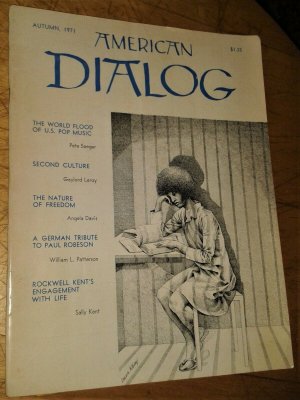 AUTUMN, 1971
$1.25
AMERICAN
DIALOG
THE WORLD FLOOD
OF U.S. POP MUSIC
Pete Seeger
SECOND CULTURE
Gaylord Leroy
THE NATURE
OF FREEDOM
Angela Davis
A GERMAN TRIBUTE
TO PAUL ROBESON
William L. Patterson
ROCKWELL KENT'S
ENGAGEMENT
WITH LIFE
Sally Kent